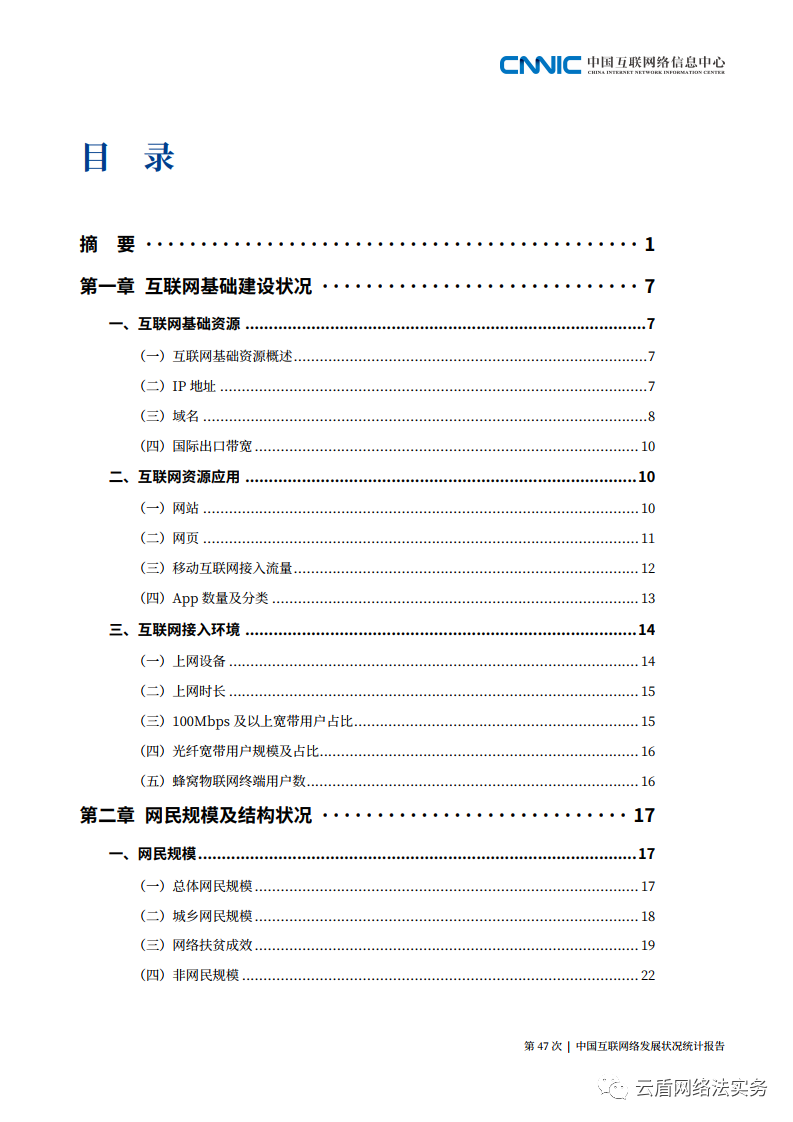 CNNIC 中国互联网络信息中心
CHINA INTERNET NETWORK INFORMATION CENTER
目 录
摘 要 ·············································· 1
第一章 互联网基础建设状况 ······························ 7
一、互联网基础资源 ......................................................................................7
（一）互联网基础资源概述.................................................................................7
（二）IP 地址 ..................................................................................................7
（三）域名 ......................................................................................................8
（四）国际出口带宽........................................................................................ 10
二、互联网资源应用 ....................................................................................10
（一）网站 .................................................................................................... 10
（二）网页 .................................................................................................... 11
（三）移动互联网接入流量............................................................................... 12
（四）App 数量及分类 .................................................................................... 13
三、互联网接入环境 ....................................................................................14
（一）上网设备 .............................................................................................. 14
（二）上网时长 .............................................................................................. 15
（三）100Mbps 及以上宽带用户占比................................................................. 15
（四）光纤宽带用户规模及占比......................................................................... 16
（五）蜂窝物联网终端用户数............................................................................ 16
第二章 网民规模及结构状况 ···························· 17
一、网民规模..............................................................................................17
（一）总体网民规模........................................................................................ 17
（二）城乡网民规模........................................................................................ 18
（三）网络扶贫成效........................................................................................ 19
（四）非网民规模 ........................................................................................... 22
第 47 次 | 中国互联网络发展状况统计报告
云盾网络法实务